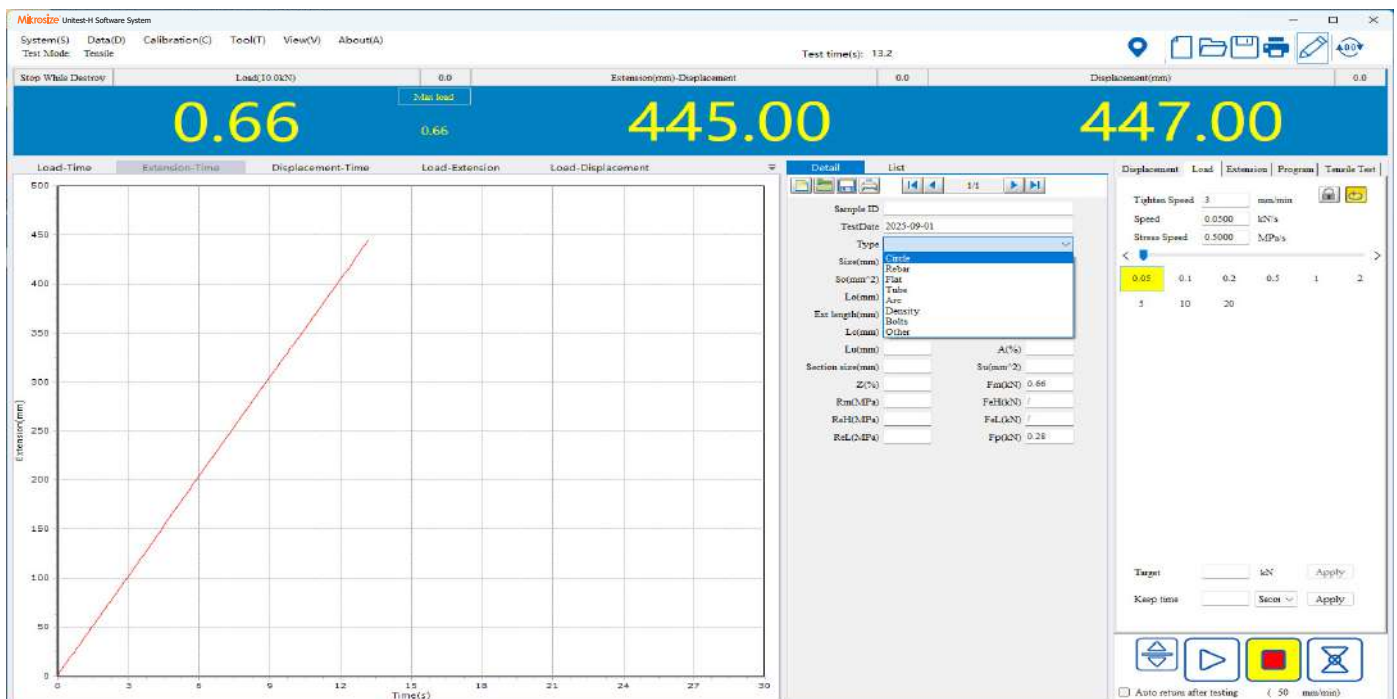 Mikrosize Unitest-H Software System
System(S) Data(D) Calibration(C) Tool(T) View(V) About(A)
Test Mode: Tensile
Test time(s): 13.2
Stop While Destroy Load(10.0kN) 0.0 Extension(mm)-Displacement 0.0 Displacement(mm) 0.0
0.66 Max load 0.66 445.00 447.00
Load-Time Extension-Time Displacement-Time Load-Extension Load-Displacement
Detail List
1/1
Sample ID
TestDate 2025-09-01
Type
Circle
Rebar
Flat
Tube
Arc
Density
Bolts
Other
Size(mm)
So(mm^2)
Lo(mm)
Ext length(mm)
Lc(mm)
Lu(mm) A(%)
Section size(mm) Su(mm^2)
Z(%) Fm(kN) 0.66
Rm(MPa) FeH(kN) /
ReH(MPa) FeL(kN) /
ReL(MPa) Fp(kN) 0.28
Displacement Load Extension Program Tensile Test
Tighten Speed 3 mm/min
Speed 0.0500 kN/s
Stress Speed 0.5000 MPa/s
< >
0.05 0.1 0.2 0.5 1 2
5 10 20
Target kN Apply
Keep time Secon Apply
Auto return after testing ( 50 mm/min)
Extension(mm)
500
450
400
350
300
250
200
150
100
50
0
0 3 6 9 12 15 18 21 24 27 30
Time(s)